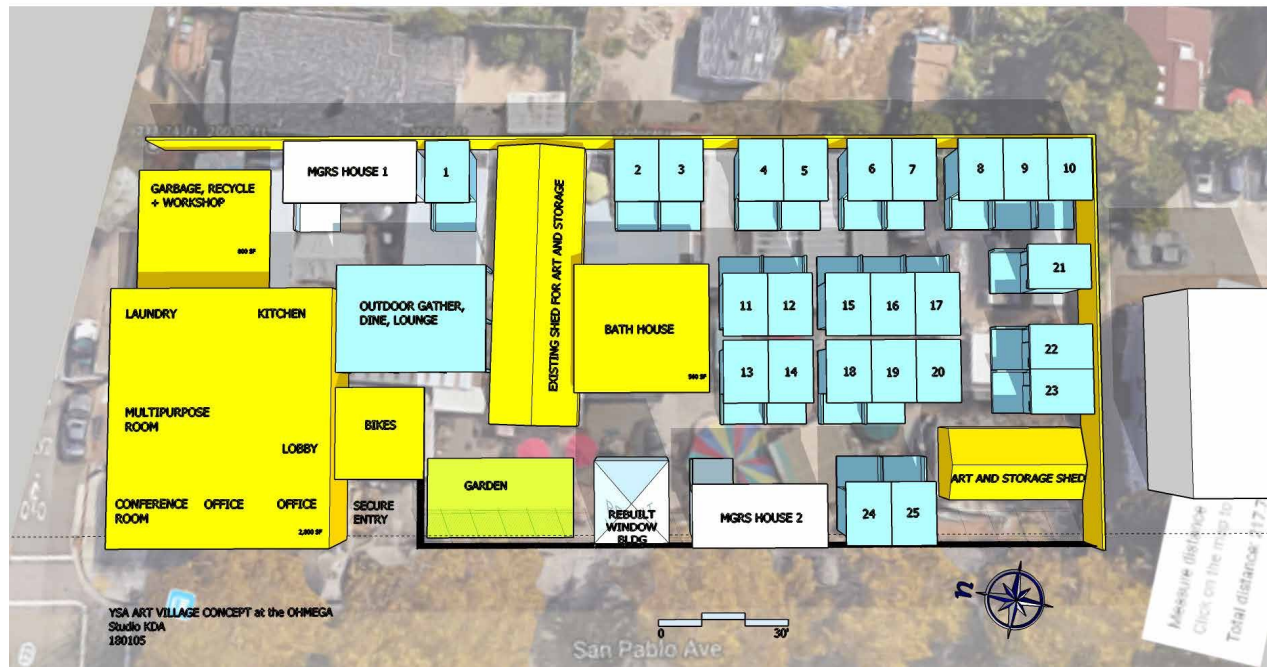 MGRS HOUSE 1
1
2
3
4
5
6
7
8
9
10
GARBAGE, RECYCLE
+ WORKSHOP
EXISTING SHED FOR ART AND STORAGE
21
LAUNDRY
KITCHEN
OUTDOOR GATHER,
DINE, LOUNGE
BATH HOUSE
11
12
15
16
17
22
13
14
18
19
20
23
MULTIPURPOSE
ROOM
BIKES
LOBBY
GARDEN
ART AND STORAGE SHED
CONFERENCE
ROOM
OFFICE
OFFICE
2,800 SF
SECURE
ENTRY
REBUILT
WINDOW
BLDG
MGRS HOUSE 2
24
25
n
YSA ART VILLAGE CONCEPT at the OHMEGA
Studio KDA
180105
0
30'
San Pablo Ave
Measure distance
Click on the map to
Total distance: